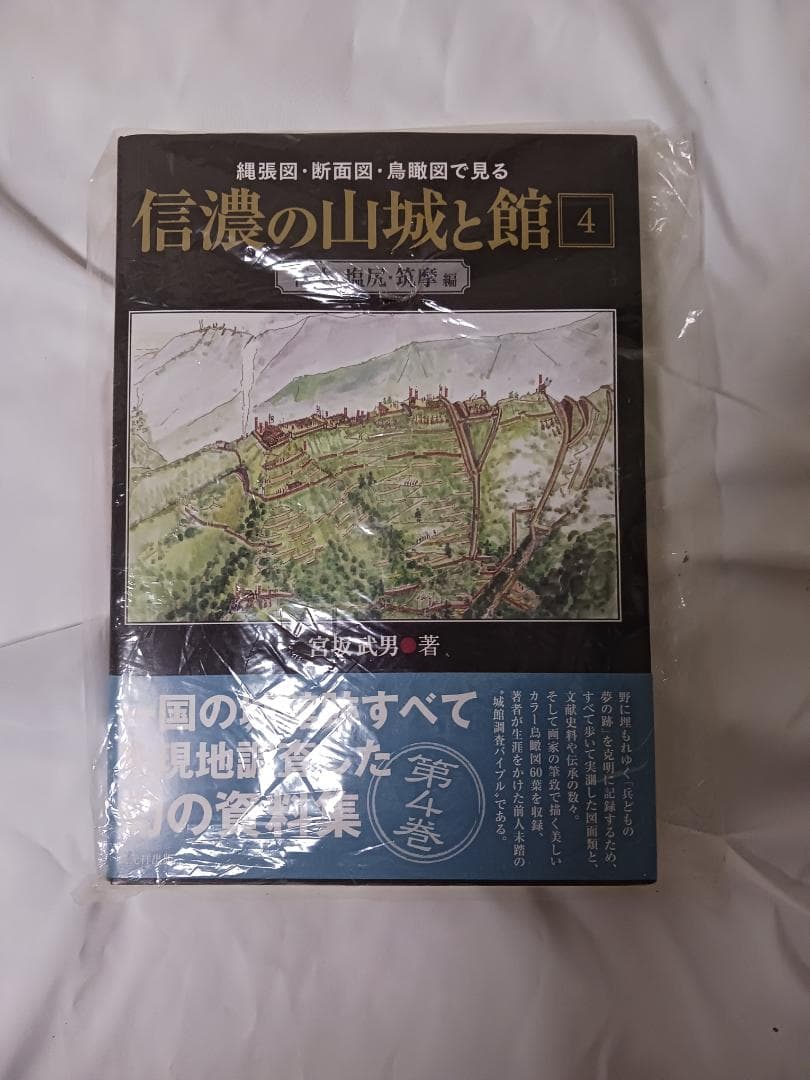 縄張図・断面図・鳥瞰図で見る
信濃の山城と館 4
塩尻・筑摩編
宮坂武男●著
国の
すべて
現地調査した
の資料集
第4巻
野に埋もれゆく「兵どもの
夢の跡」を克明に記録するため、
すべて歩いて実測した図面類と、
文献史料や伝承の数々。
そして画家の筆致で描く美しい
カラー鳥瞰図60葉を収録、
著者が生涯をかけた前人未踏の
“城館調査バイブル”である。